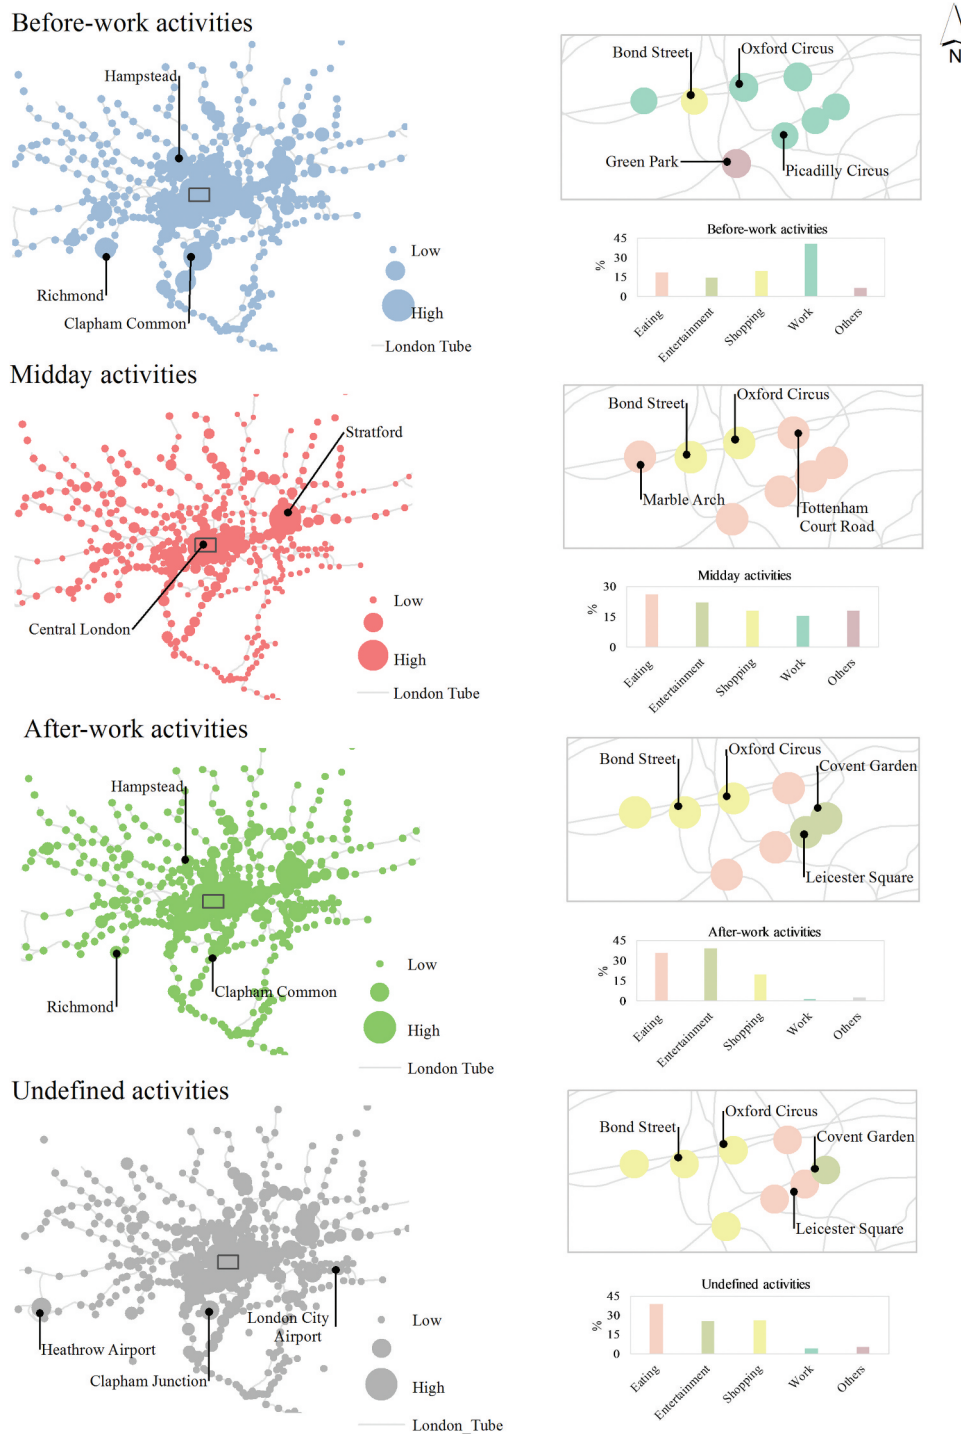 Before-work activities
N
Hampstead
Richmond
Clapham Common
Low
High
London Tube
Bond Street
Oxford Circus
Green Park
Picadilly Circus
Before-work activities
%
45
30
15
0
Eating
Entertainment
Shopping
Work
Others
Midday activities
Stratford
Central London
Low
High
London Tube
Bond Street
Oxford Circus
Marble Arch
Tottenham
Court Road
Midday activities
%
30
15
0
Eating
Entertainment
Shopping
Work
Others
After-work activities
Hampstead
Richmond
Clapham Common
Low
High
London Tube
Bond Street
Oxford Circus
Covent Garden
Leicester Square
After-work activities
%
45
30
15
0
Eating
Entertainment
Shopping
Work
Others
Undefined activities
Heathrow Airport
Clapham Junction
London City
Airport
Low
High
London_Tube
Bond Street
Oxford Circus
Covent Garden
Leicester Square
Undefined activities
%
45
30
15
0
Eating
Entertainment
Shopping
Work
Others